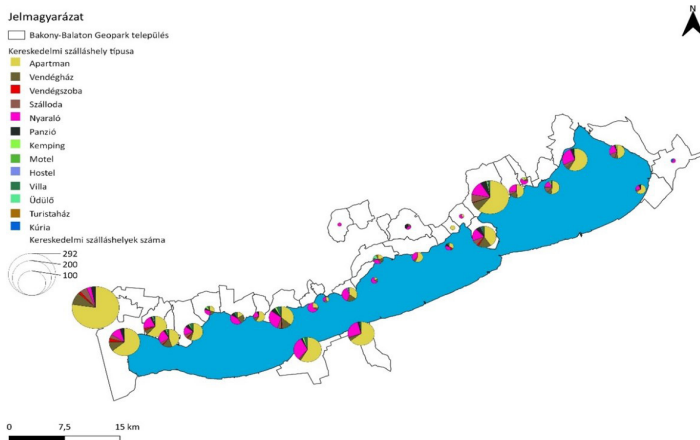 Jelmagyarázat
Bakony-Balaton Geopark település
Kereskedelmi szálláshely típusa
Apartman
Vendégház
Vendégszoba
Szálloda
Nyaraló
Panzió
Kemping
Motel
Hostel
Villa
Üdülő
Turistaház
Kúria
Kereskedelmi szálláshelyek száma
292
200
100
0 7,5 15 km
N